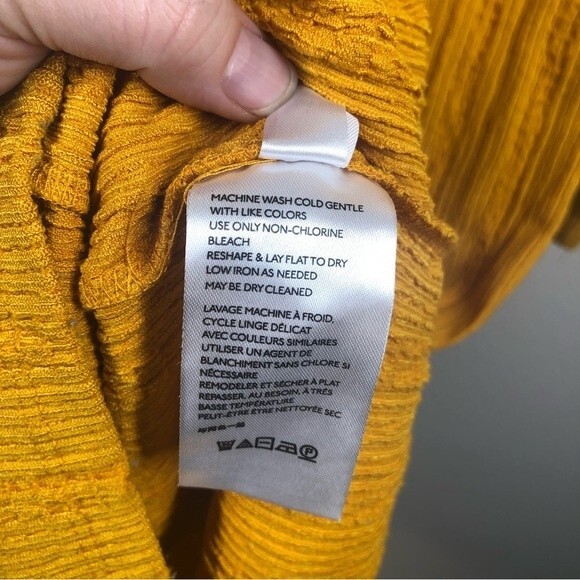 MACHINE WASH COLD GENTLE
WITH LIKE COLORS
USE ONLY NON-CHLORINE
BLEACH
RESHAPE & LAY FLAT TO DRY
LOW IRON AS NEEDED
MAY BE DRY CLEANED
LAVAGE MACHINE À FROID,
CYCLE LINGE DÉLICAT
AVEC COULEURS SIMILAIRES
UTILISER UN AGENT DE
BLANCHIMENT SANS CHLORE SI
NÉCESSAIRE
REMODELER ET SÉCHER À PLAT
REPASSER, AU BESOIN, À TRÈS
BASSE TEMPÉRATURE
PEUT-ÊTRE ÊTRE NETTOYÉE SEC
P